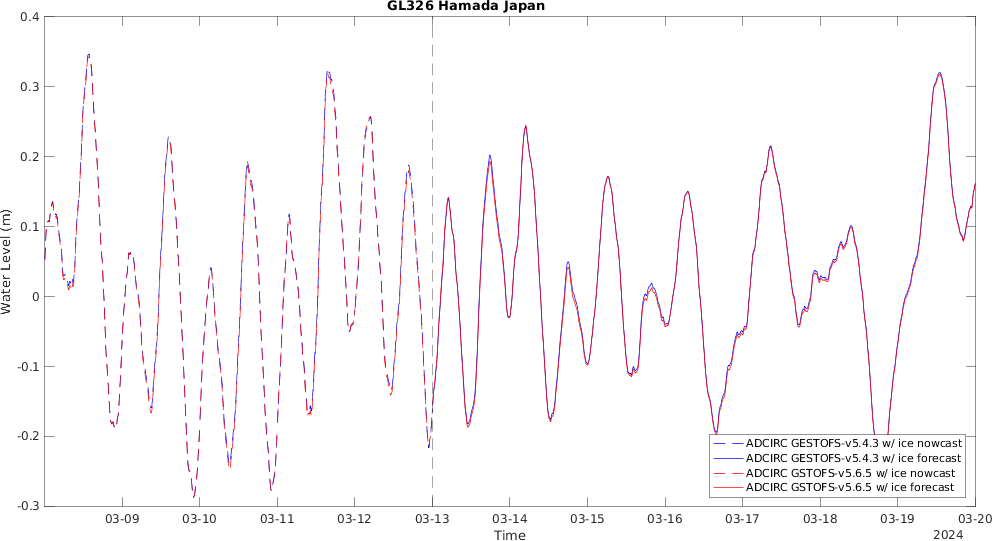 GL326 Hamada Japan
0.4
0.3
0.2
0.1
0
-0.1
-0.2
-0.3
Water Level (m)
ADCIRC GESTOFS-v5.4.3 w/ ice nowcast
ADCIRC GESTOFS-v5.4.3 w/ ice forecast
ADCIRC GSTOFS-v5.6.5 w/ ice nowcast
ADCIRC GSTOFS-v5.6.5 w/ ice forecast
03-09 03-10 03-11 03-12 03-13 03-14 03-15 03-16 03-17 03-18 03-19 03-20
Time
2024